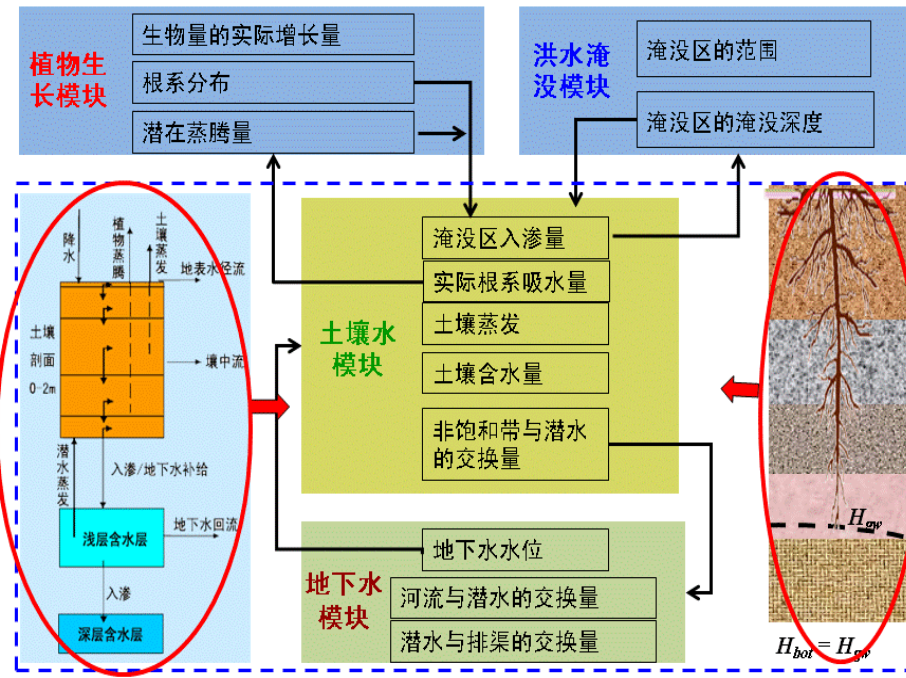 植物生
长模块
生物量的实际增长量
根系分布
潜在蒸腾量
洪水淹
没模块
淹没区的范围
淹没区的淹没深度
降水
植物蒸腾
土壤蒸发
地表水径流
土壤
剖面
0-2m
壤中流
潜水蒸发
入渗/地下水补给
浅层含水层
地下水回流
入渗
深层含水层
土壤水
模块
淹没区入渗量
实际根系吸水量
土壤蒸发
土壤含水量
非饱和带与潜水
的交换量
地下水
模块
地下水水位
河流与潜水的交换量
潜水与排渠的交换量
Hgw
Hbot = Hgw